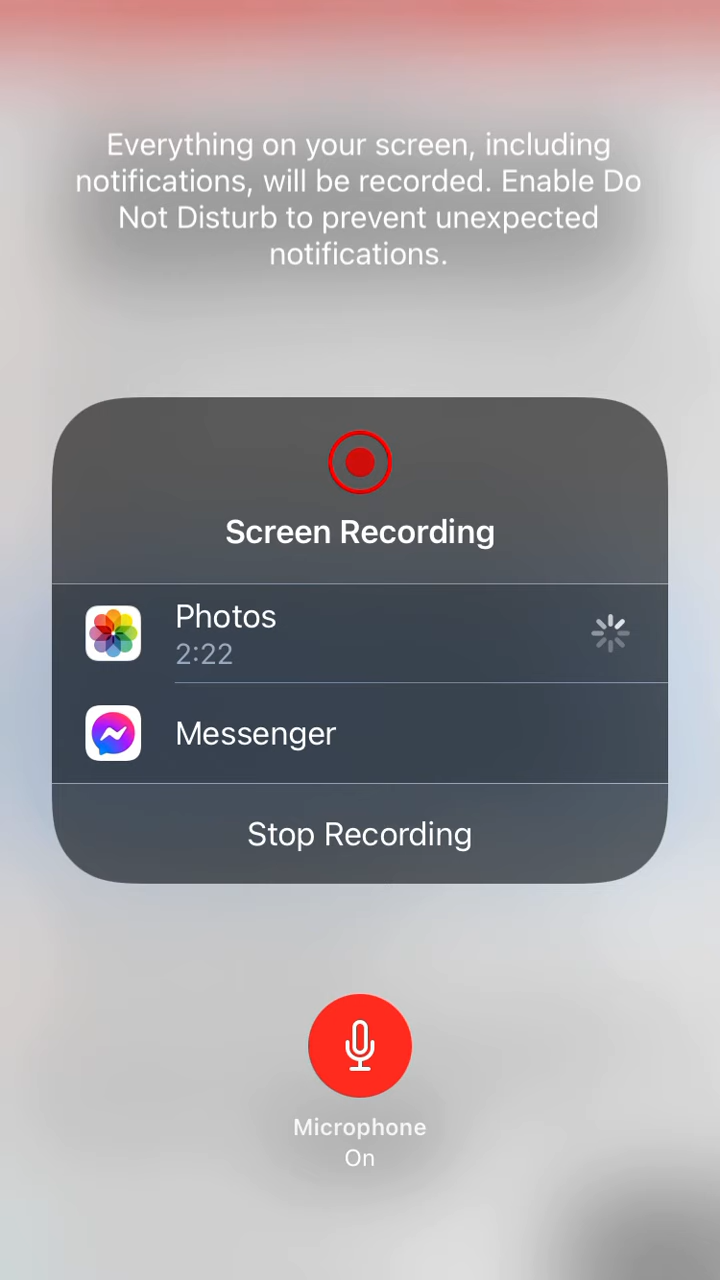 Everything on your screen, including
notifications, will be recorded. Enable Do
Not Disturb to prevent unexpected
notifications.
Screen Recording
Photos
2:22
Messenger
Stop Recording
Microphone
On